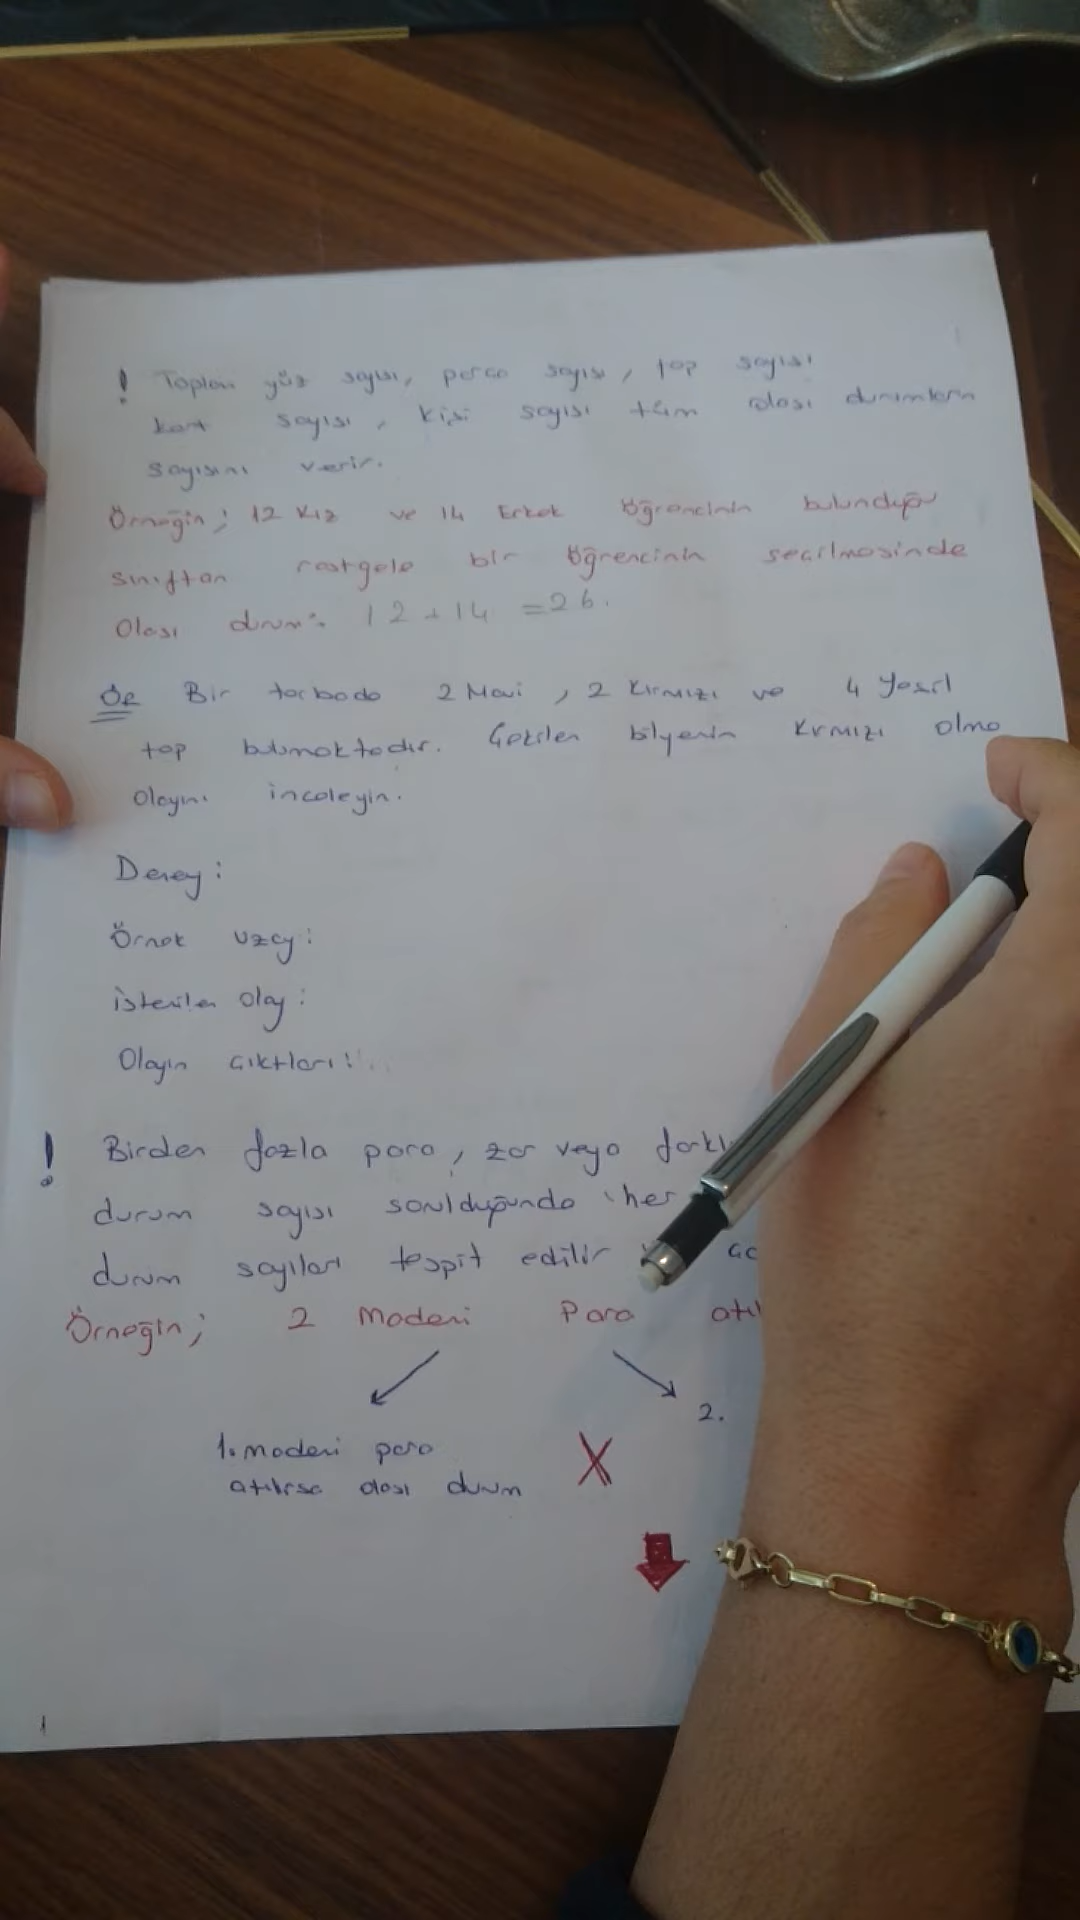 ! Toplam yüz sayısı, parça sayısı, top sayısı
kart sayısı, kişi sayısı tüm olası durumların
sayısını verir.
Örneğin; 12 Kız ve 14 Erkek öğrencinin bulunduğu
sınıftan rastgele bir öğrencinin seçilmesinde
Olası durum: 12 + 14 = 26.
Ör Bir torbada 2 Mavi, 2 Kırmızı ve 4 Yeşil
top bulunmaktadır. Çekilen bilyenin Kırmızı olma
Olayını inceleyin.
Deney:
Örnek uzay:
İstenilen Olay:
Olayın Çıktıları:
! Birden fazla para, zar veya farklı
durum sayısı sorulduğunda her
durum sayıları tespit edilir
Örneğin; 2 Madeni Para
1. madeni para 2.
atılırsa olası durum X
1